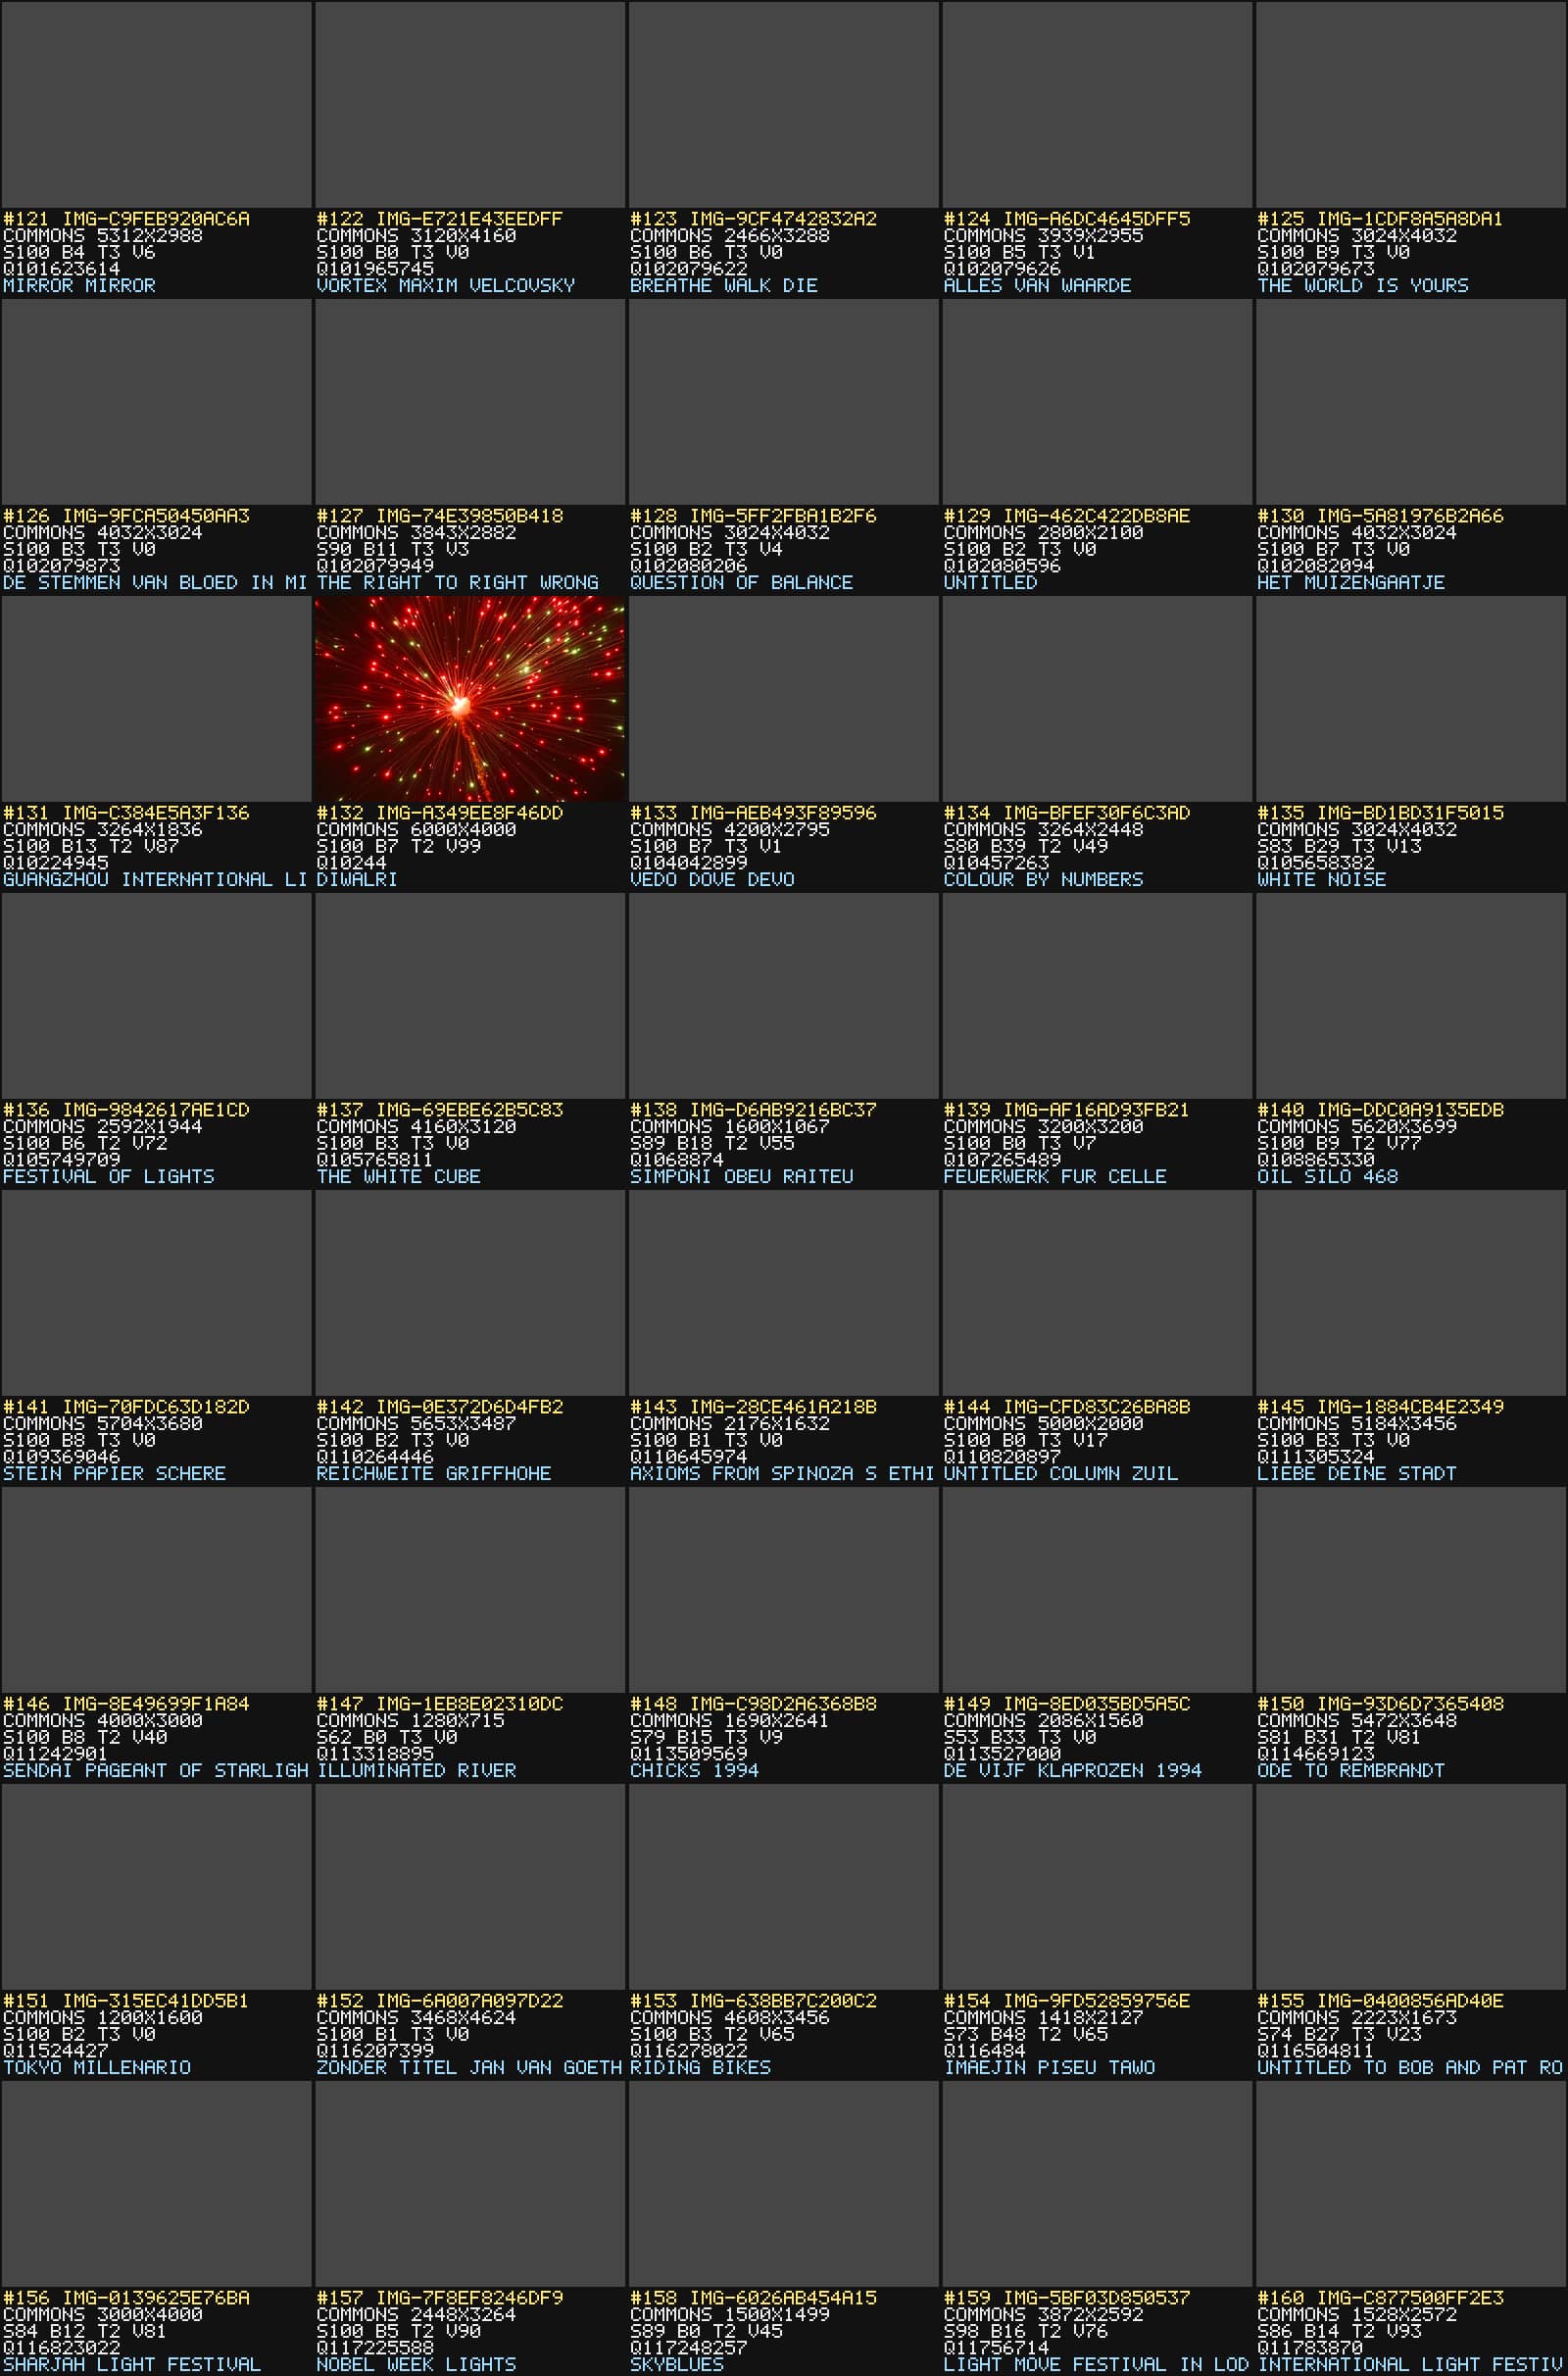 #121 IMG-C9FEB920AC6A
COMMONS 5312X2988
S100 B4 T3 V6
Q101623614
MIRROR MIRROR
#122 IMG-E721E43EEDFF
COMMONS 3120X4160
S100 B0 T3 V0
Q101965745
VORTEX MAXIM VELCOVSKY
#123 IMG-9CF4742832A2
COMMONS 2466X3288
S100 B6 T3 V0
Q102079622
BREATHE WALK DIE
#124 IMG-A6DC4645DFF5
COMMONS 3939X2955
S100 B5 T3 V1
Q102079626
ALLES VAN WAARDE
#125 IMG-1CDF8A5A8DA1
COMMONS 3024X4032
S100 B9 T3 V0
Q102079673
THE WORLD IS YOURS
#126 IMG-9FCA50450AA3
COMMONS 4032X3024
S100 B3 T3 V0
Q102079873
DE STEMMEN VAN BLOED IN MI
#127 IMG-74E39850B418
COMMONS 3843X2882
S90 B11 T3 V3
Q102079949
THE RIGHT TO RIGHT WRONG
#128 IMG-5FF2FBA1B2F6
COMMONS 3024X4032
S100 B2 T3 V4
Q102080206
QUESTION OF BALANCE
#129 IMG-462C422DB8AE
COMMONS 2800X2100
S100 B2 T3 V0
Q102080596
UNTITLED
#130 IMG-5A81976B2A66
COMMONS 4032X3024
S100 B7 T3 V0
Q102082094
HET MUIZENGAATJE
#131 IMG-C384E5A3F136
COMMONS 3264X1836
S100 B13 T2 V87
Q10224945
GUANGZHOU INTERNATIONAL LI
#132 IMG-A349EE8F46DD
COMMONS 6000X4000
S100 B7 T2 V99
Q10244
DIWALRI
#133 IMG-AEB493F89596
COMMONS 4200X2795
S100 B7 T3 V1
Q104042899
VEDO DOVE DEVO
#134 IMG-BFEF30F6C3AD
COMMONS 3264X2448
S80 B39 T2 V49
Q10457263
COLOUR BY NUMBERS
#135 IMG-BD1BD31F5015
COMMONS 3024X4032
S83 B29 T3 V13
Q105658382
WHITE NOISE
#136 IMG-9842617AE1CD
COMMONS 2592X1944
S100 B6 T2 V72
Q105749709
FESTIVAL OF LIGHTS
#137 IMG-69EBE62B5C83
COMMONS 4160X3120
S100 B3 T3 V0
Q105765811
THE WHITE CUBE
#138 IMG-D6AB9216BC37
COMMONS 1600X1067
S89 B18 T2 V55
Q1068874
SIMPONI OBEU RAITEU
#139 IMG-AF16AD93FB21
COMMONS 3200X3200
S100 B0 T3 V7
Q107265489
FEUERWERK FUR CELLE
#140 IMG-DDC0A9135EDB
COMMONS 5620X3699
S100 B9 T2 V77
Q108865330
OIL SILO 468
#141 IMG-70FDC63D182D
COMMONS 5704X3680
S100 B8 T3 V0
Q109369046
STEIN PAPIER SCHERE
#142 IMG-0E372D6D4FB2
COMMONS 5653X3487
S100 B2 T3 V0
Q110264446
REICHWEITE GRIFFHOHE
#143 IMG-28CE461A218B
COMMONS 2176X1632
S100 B1 T3 V0
Q110645974
AXIOMS FROM SPINOZA S ETHI
#144 IMG-CFD83C26BA8B
COMMONS 5000X2000
S100 B0 T3 V17
Q110820897
UNTITLED COLUMN ZUIL
#145 IMG-1884CB4E2349
COMMONS 5184X3456
S100 B3 T3 V0
Q111305324
LIEBE DEINE STADT
#146 IMG-8E49699F1A84
COMMONS 4000X3000
S100 B8 T2 V40
Q11242901
SENDAI PAGEANT OF STARLIGH
#147 IMG-1EB8E02310DC
COMMONS 1280X715
S62 B0 T3 V0
Q113318895
ILLUMINATED RIVER
#148 IMG-C98D2A6368B8
COMMONS 1690X2641
S79 B15 T3 V9
Q113509569
CHICKS 1994
#149 IMG-8ED035BD5A5C
COMMONS 2086X1560
S53 B33 T3 V0
Q113527000
DE VIJF KLAPROZEN 1994
#150 IMG-93D6D7365408
COMMONS 5472X3648
S81 B31 T2 V81
Q114669123
ODE TO REMBRANDT
#151 IMG-315EC41DD5B1
COMMONS 1200X1600
S100 B2 T3 V0
Q11524427
TOKYO MILLENARIO
#152 IMG-6A007A097D22
COMMONS 3468X4624
S100 B1 T3 V0
Q116207399
ZONDER TITEL JAN VAN GOETH
#153 IMG-638BB7C200C2
COMMONS 4608X3456
S100 B3 T2 V65
Q116278022
RIDING BIKES
#154 IMG-9FD52859756E
COMMONS 1418X2127
S73 B48 T2 V65
Q116484
IMAEJIN PISEU TAWO
#155 IMG-0400856AD40E
COMMONS 2223X1673
S74 B27 T3 V23
Q116504811
UNTITLED TO BOB AND PAT RO
#156 IMG-0139625E76BA
COMMONS 3000X4000
S84 B12 T2 V81
Q116823022
SHARJAH LIGHT FESTIVAL
#157 IMG-7F8EF8246DF9
COMMONS 2448X3264
S100 B5 T2 V90
Q117225588
NOBEL WEEK LIGHTS
#158 IMG-6026AB454A15
COMMONS 1500X1499
S89 B0 T2 V45
Q117248257
SKYBLUES
#159 IMG-5BF03D850537
COMMONS 3872X2592
S98 B16 T2 V76
Q11756714
LIGHT MOVE FESTIVAL IN LOD
#160 IMG-C877500FF2E3
COMMONS 1528X2572
S86 B14 T2 V93
Q11783870
INTERNATIONAL LIGHT FESTIV